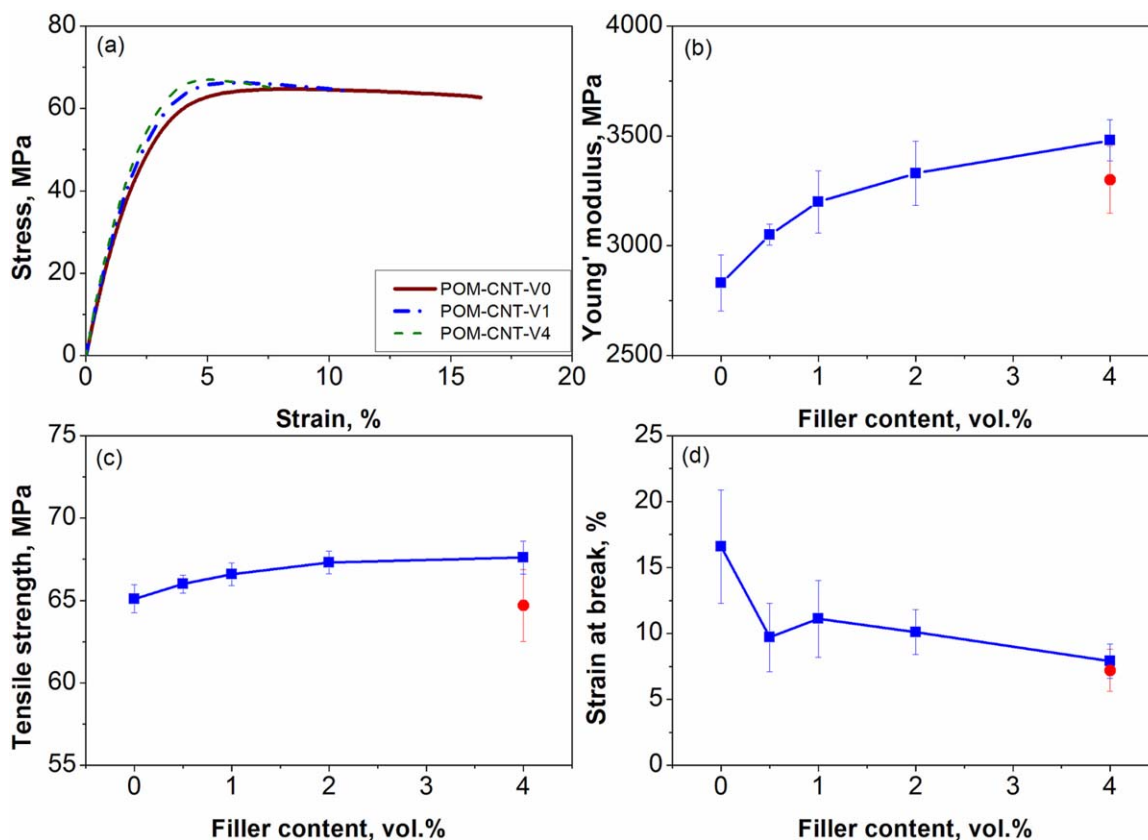 (a)
Stress, MPa
80
60
40
20
0
0 5 10 15 20
Strain, %
POM-CNT-V0
POM-CNT-V1
POM-CNT-V4
(b)
Young' modulus, MPa
4000
3500
3000
2500
0 1 2 3 4
Filler content, vol.%
(c)
Tensile strength, MPa
75
70
65
60
55
0 1 2 3 4
Filler content, vol.%
(d)
Strain at break, %
25
20
15
10
5
0
0 1 2 3 4
Filler content, vol.%